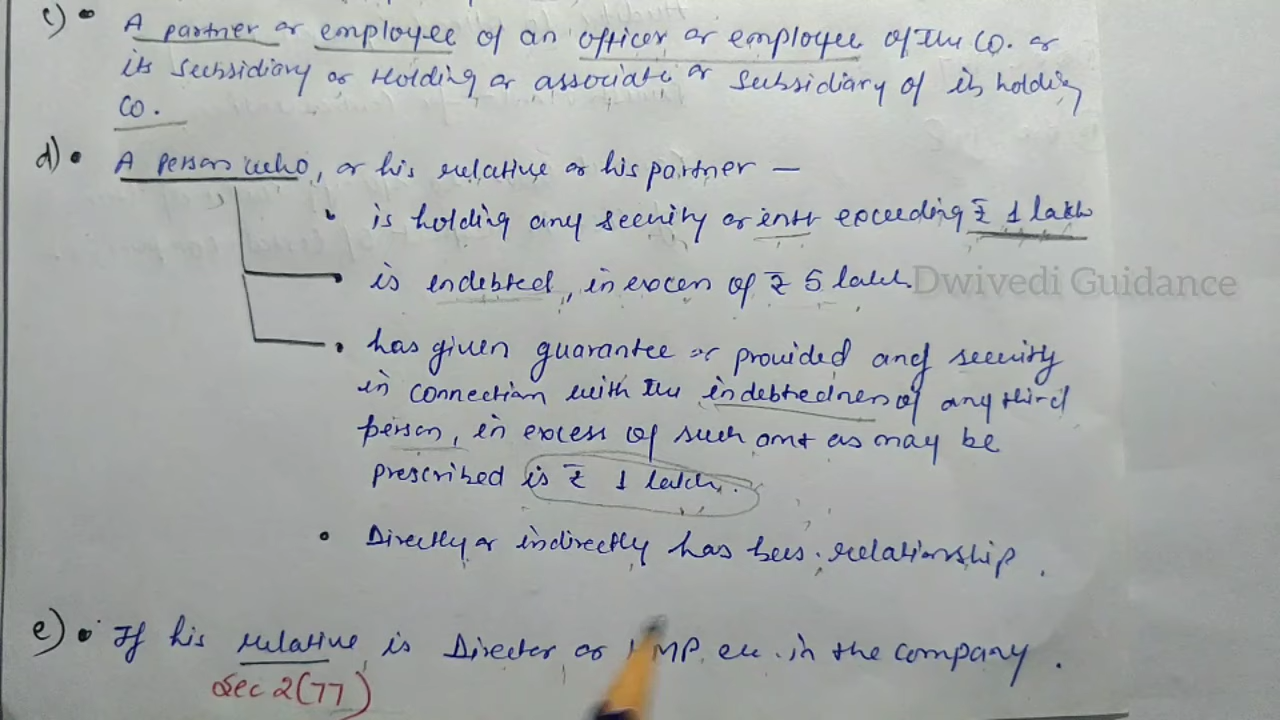 c) • A partner or employee of an officer or employee of the CO. or
its subsidiary or Holding or associate or subsidiary of its holding
CO.
d) • A person who, or his relative or his partner —
• is holding any security or intt exceeding ₹ 1 lakh
• is indebted, in excess of ₹ 5 lakh.
Dwivedi Guidance
• has given guarantee or provided any security
in connection with the indebtedness of any third
person, in excess of such amt as may be
prescribed is ₹ 1 lakh.
• Directly or indirectly has bus. relationship.
e) • If his relative is Director or KMP etc. in the company.
Sec 2(77)